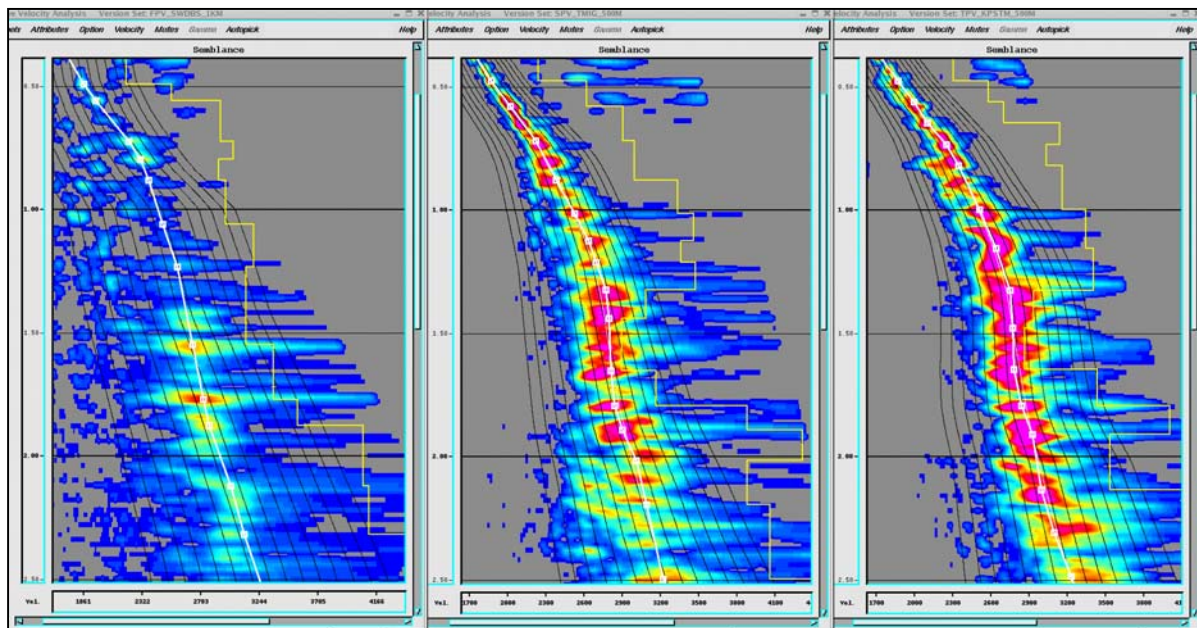 ve Velocity Analysis Version Set: FPV_SWDBS_1KM
ols Attributes Option Velocity Mutes Gamma Autopick Help
Semblance
0.50
1.00
1.50
2.00
2.50
Vel. 1861 2322 2783 3244 3705 4166
Velocity Analysis Version Set: SPV_TMIG_500M
Attributes Option Velocity Mutes Gamma Autopick Help
Semblance
0.50
1.00
1.50
2.00
2.50
Vel. 1700 2000 2300 2600 2900 3200 3500 3800 4100 4
Velocity Analysis Version Set: TPV_KPSTM_500M
Attributes Option Velocity Mutes Gamma Autopick Help
Semblance
0.50
1.00
1.50
2.00
2.50
Vel. 1700 2000 2300 2600 2900 3200 3500 3800